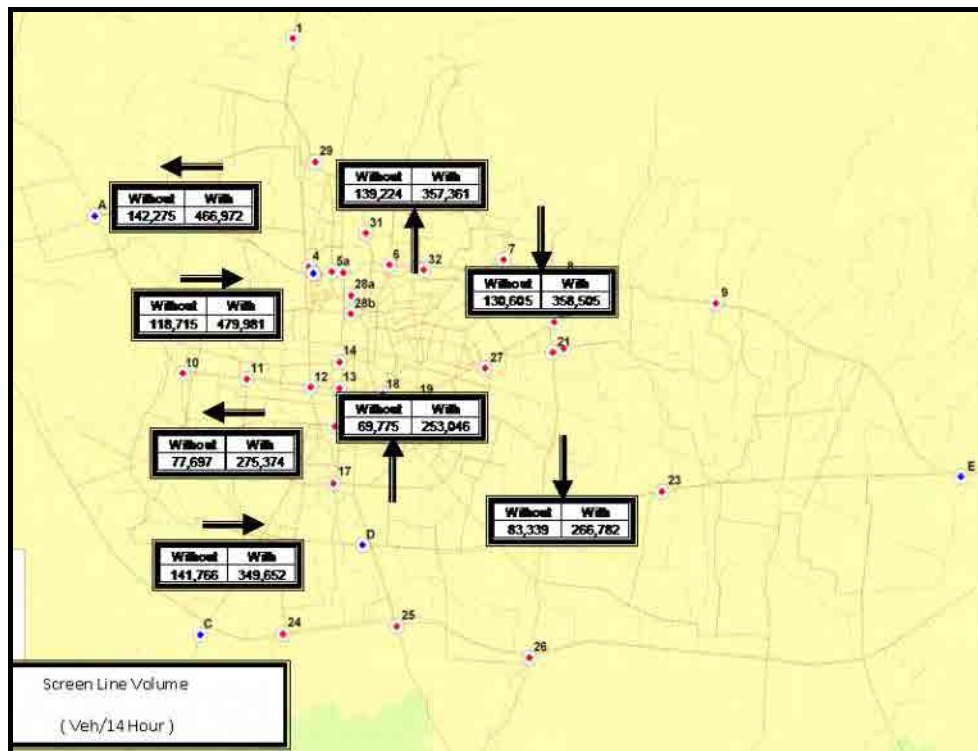 1
29
Without With
139,224 357,361
A
Without With
142,275 466,972
31
4
5a
6
32
7
8
Without With
118,715 479,981
28a
28b
Without With
130,605 358,505
9
21
14
27
10
11
12
13
18
19
Without With
69,775 253,046
Without With
77,697 275,374
17
23
E
Without With
83,339 266,782
D
Without With
141,766 349,652
C
24
25
26
Screen Line Volume
( Veh/14 Hour )